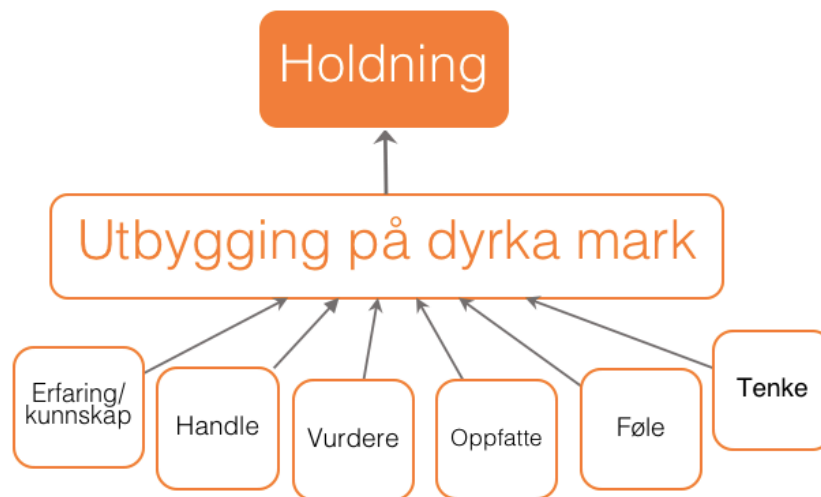 Holdning
Utbygging på dyrka mark
Erfaring/
kunnskap
Handle
Vurdere
Oppfatte
Føle
Tenke